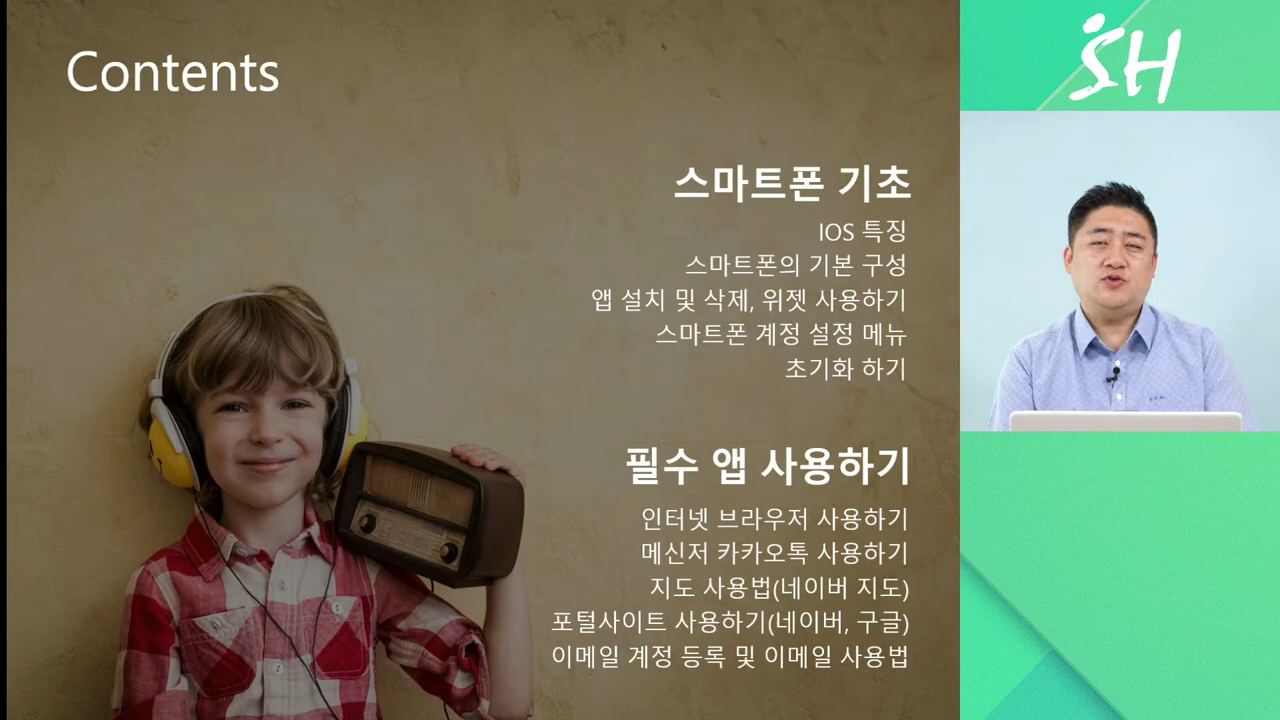 Contents
SH
스마트폰 기초
IOS 특징
스마트폰의 기본 구성
앱 설치 및 삭제, 위젯 사용하기
스마트폰 계정 설정 메뉴
초기화 하기
필수 앱 사용하기
인터넷 브라우저 사용하기
메신저 카카오톡 사용하기
지도 사용법(네이버 지도)
포털사이트 사용하기(네이버, 구글)
이메일 계정 등록 및 이메일 사용법